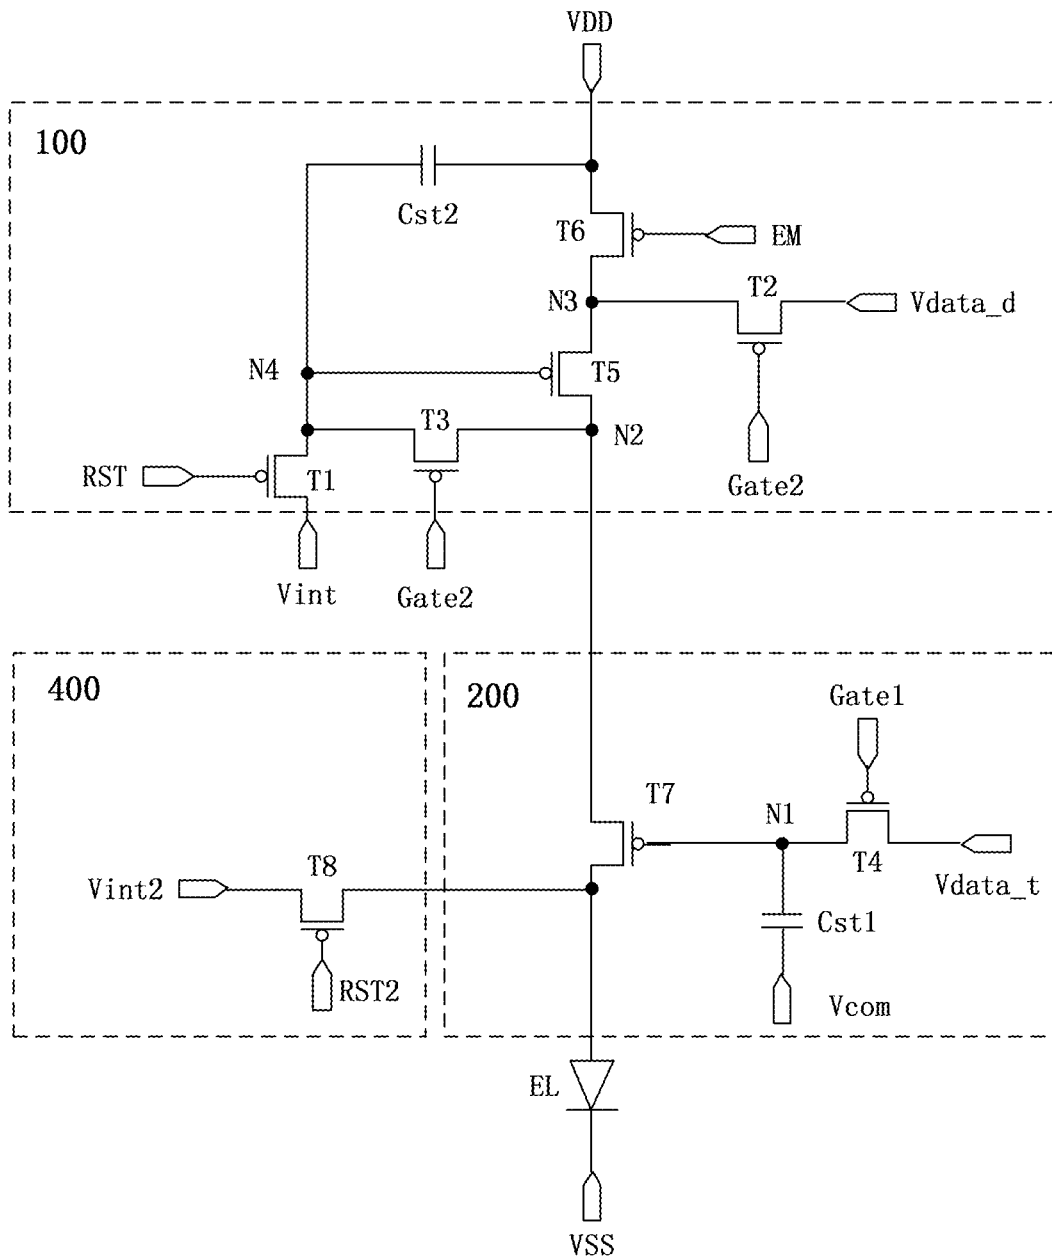 VDD
100
Cst2
T6
EM
N3
T2
Vdata_d
N4
T5
T3
N2
RST
T1
Gate2
Vint
Gate2
400
200
Gate1
T7
N1
T8
T4
Vint2
Vdata_t
Cst1
RST2
Vcom
EL
VSS